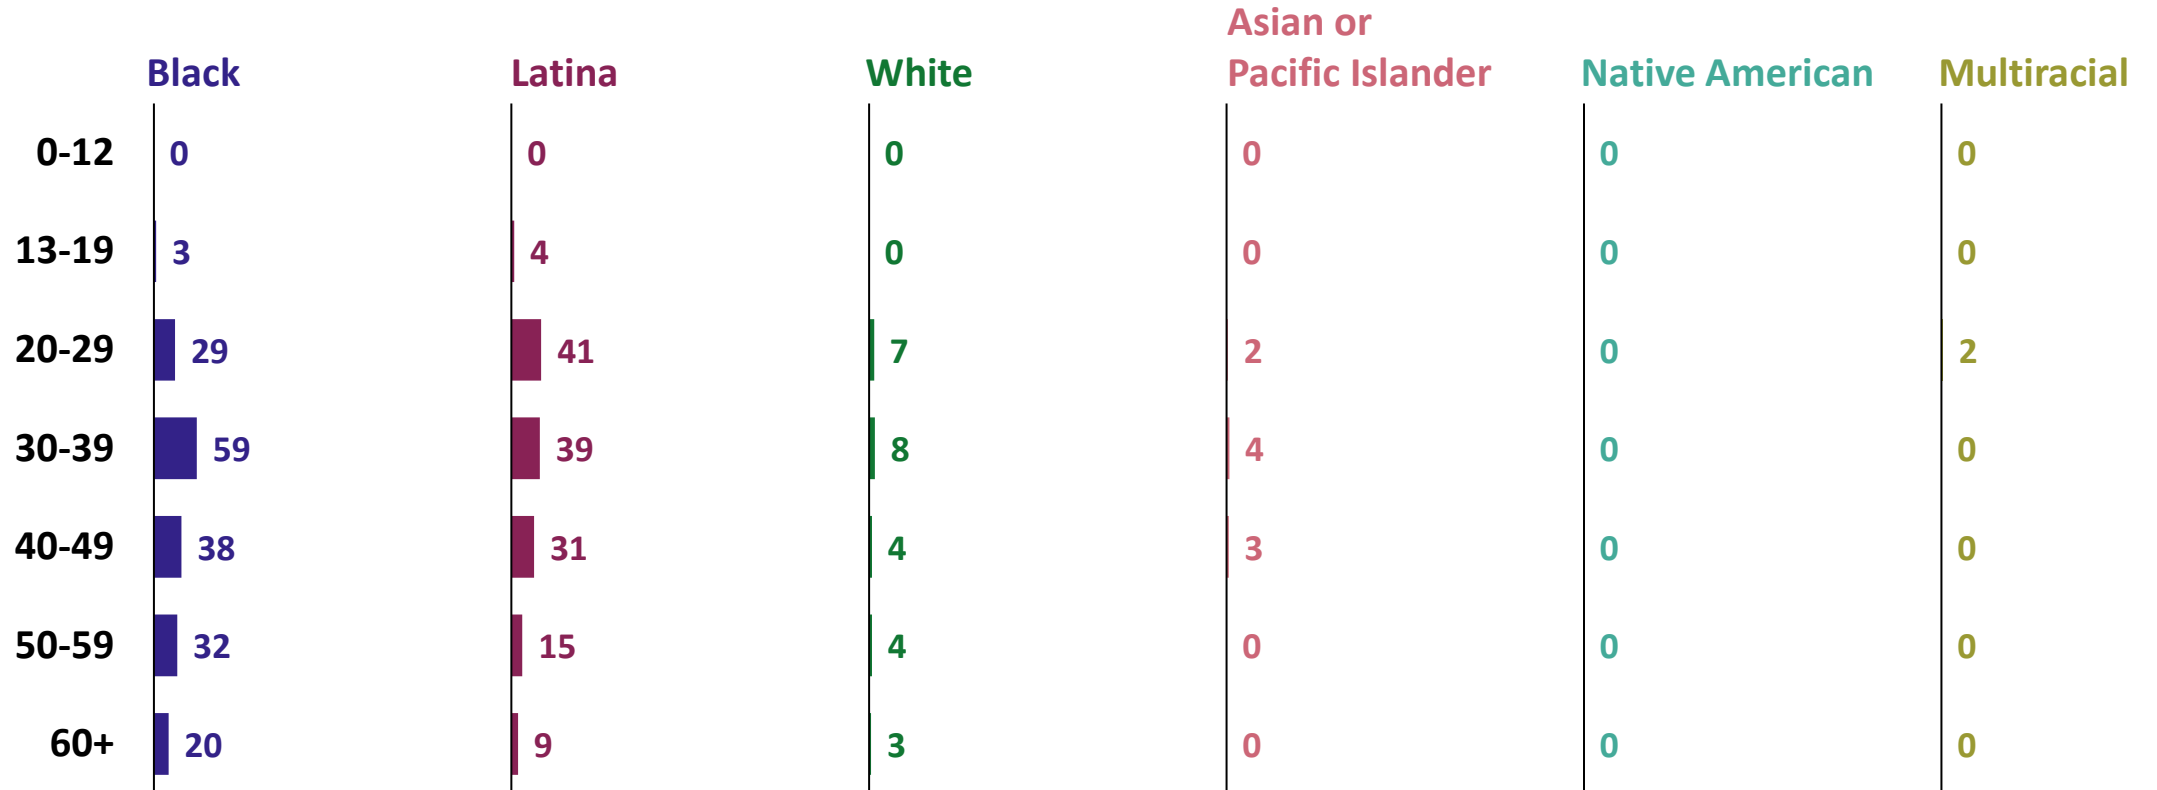 Asian or
Black Latina White Pacific Islander Native American Multiracial
0-12 0 0 0 0 0 0
13-19 3 4 0 0 0 0
20-29 29 41 7 2 0 2
30-39 59 39 8 4 0 0
40-49 38 31 4 3 0 0
50-59 32 15 4 0 0 0
60+ 20 9 3 0 0 0